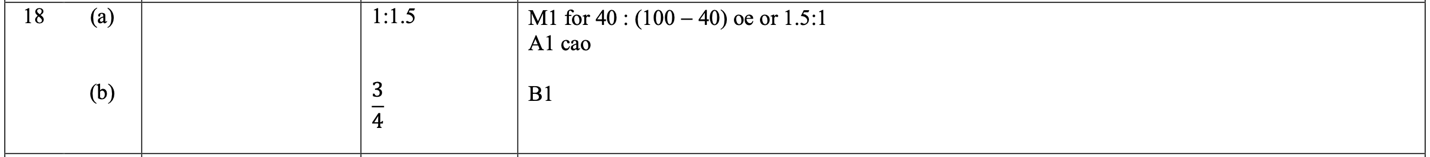 18 (a) 1:1.5 M1 for 40 : (100 – 40) oe or 1.5:1
A1 cao
(b) 3/4 B1